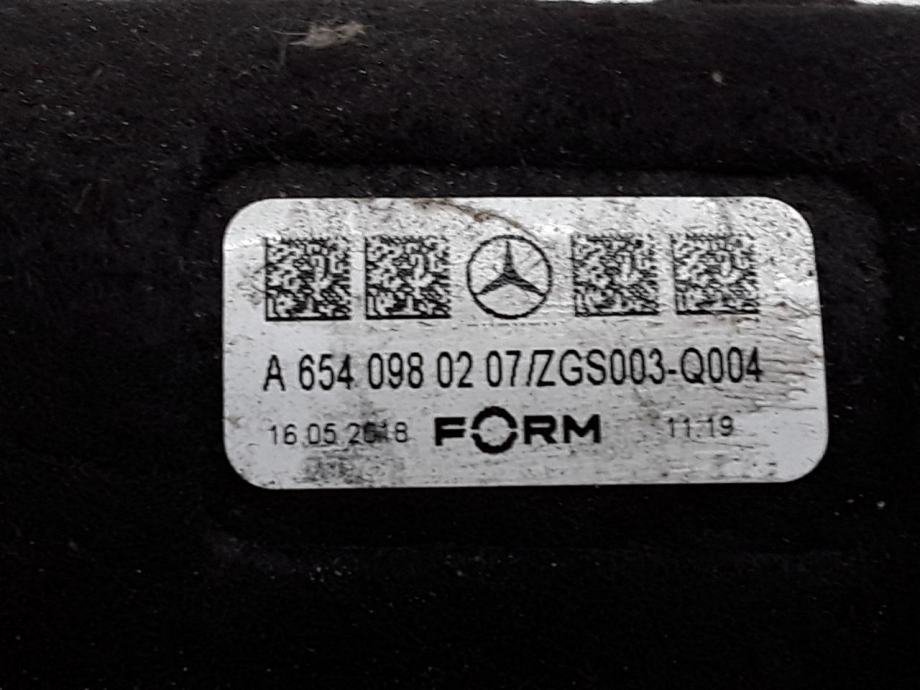 A 654 098 02 07/ZGS003-Q004
16.05.2018 FORM 11:19